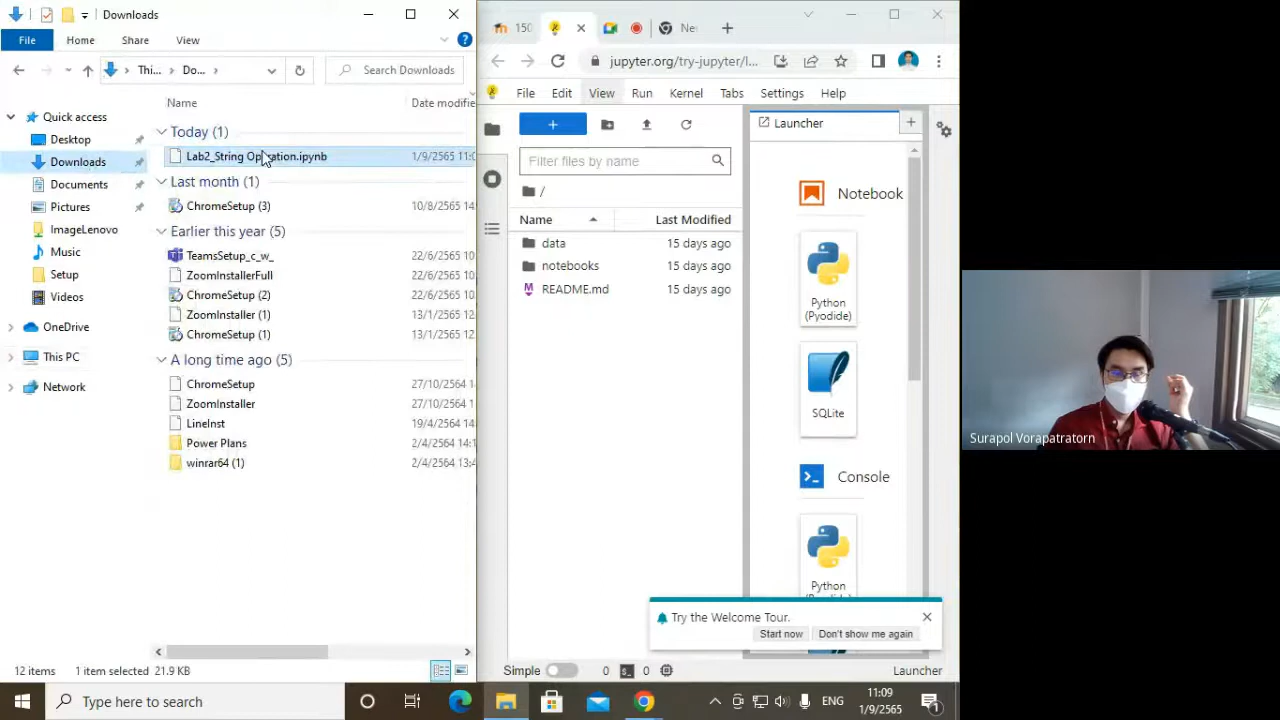 Downloads
File
Home
Share
View
Thi...
Do...
Search Downloads
Name
Date modifie
Quick access
Desktop
Downloads
Documents
Pictures
ImageLenovo
Music
Setup
Videos
OneDrive
This PC
Network
Today (1)
Lab2_String Operation.ipynb
1/9/2565 11:0
Last month (1)
ChromeSetup (3)
10/8/2565 14
Earlier this year (5)
TeamsSetup_c_w_
22/6/2565 10
ZoomInstallerFull
22/6/2565 10
ChromeSetup (2)
22/6/2565 10
ZoomInstaller (1)
13/1/2565 12
ChromeSetup (1)
13/1/2565 12
A long time ago (5)
ChromeSetup
27/10/2564 1
ZoomInstaller
27/10/2564 1
LineInst
19/4/2564 14
Power Plans
2/4/2564 14:1
winrar64 (1)
2/4/2564 13:4
12 items
1 item selected 21.9 KB
150
Ne
jupyter.org/try-jupyter/l...
File
Edit
View
Run
Kernel
Tabs
Settings
Help
Filter files by name
/
Name
Last Modified
data
15 days ago
notebooks
15 days ago
README.md
15 days ago
Launcher
Notebook
Python
(Pyodide)
SQLite
Console
Python
Try the Welcome Tour.
Start now
Don't show me again
Simple
0
0
Launcher
Surapol Vorapatratorn
Type here to search
ENG
11:09
1/9/2565
1